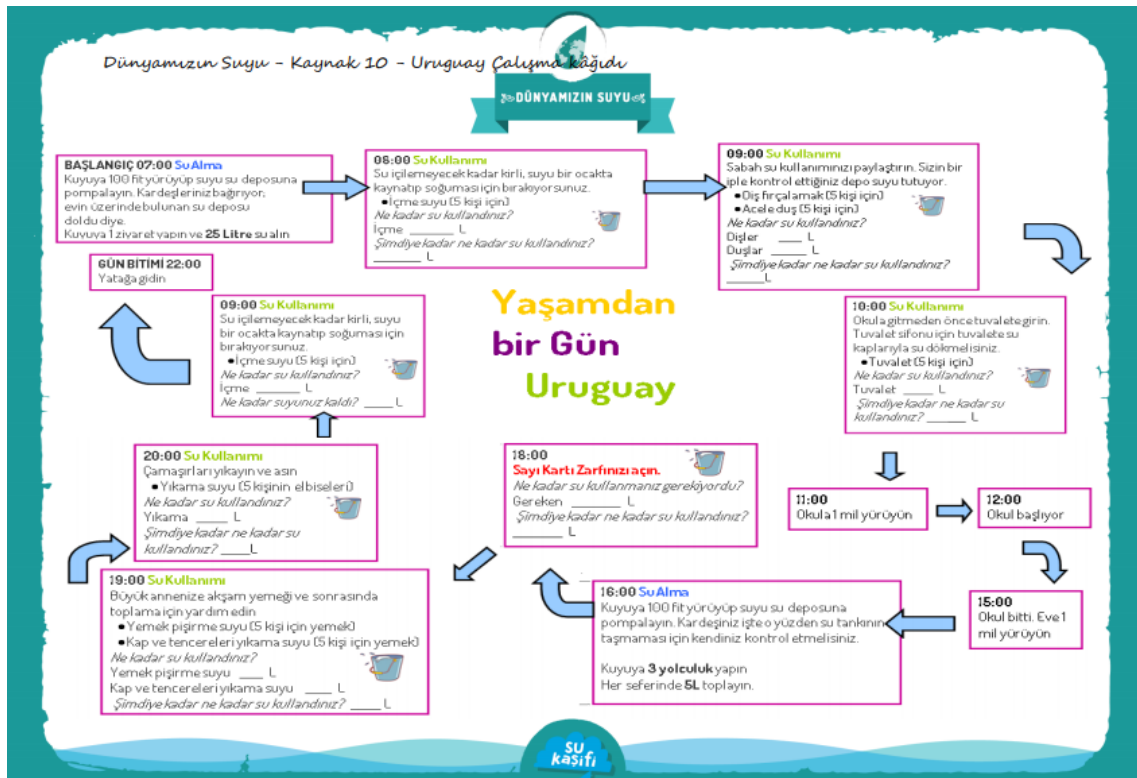 Dünyamızın Suyu - Kaynak 10 - Uruguay Çalışma kâğıdı
DÜNYAMIZIN SUYU
BAŞLANGIÇ 07:00 Su Alma
Kuyuya 100 fit yürüyüp suyu su deposuna
pompalayın. Kardeşleriniz bağırıyor,
evin üzerinde bulunan su deposu
doldu diye.
Kuyuya 1 ziyaret yapın ve 25 Litre su alın
08:00 Su Kullanımı
Su içilemeyecek kadar kirli, suyu bir ocakta
kaynatıp soğuması için bırakıyorsunuz.
•İçme suyu (5 kişi için)
Ne kadar su kullandınız?
İçme _______ L
Şimdiye kadar ne kadar su kullandınız?
________ L
09:00 Su Kullanımı
Sabah su kullanımınızı paylaştırın. Sizin bir
iple kontrol ettiğiniz depo suyu tutuyor.
•Diş fırçalamak (5 kişi için)
•Acele duş (5 kişi için)
Ne kadar su kullandınız?
Dişler ____ L
Duşlar ____ L
Şimdiye kadar ne kadar su kullandınız?
______L
10:00 Su Kullanımı
Okula gitmeden önce tuvalete girin.
Tuvalet sifonu için tuvalete su
kaplarıyla su dökmelisiniz.
•Tuvalet (5 kişi için)
Ne kadar su kullandınız?
Tuvalet _____ L
Şimdiye kadar ne kadar su
kullandınız? _______ L
11:00
Okula 1 mil yürüyün
12:00
Okul başlıyor
15:00
Okul bitti. Eve 1
mil yürüyün
16:00 Su Alma
Kuyuya 100 fit yürüyüp suyu su deposuna
pompalayın. Kardeşiniz işte o yüzden su tankının
taşmaması için kendiniz kontrol etmelisiniz.
Kuyuya 3 yolculuk yapın
Her seferinde 5L toplayın.
18:00
Sayı Kartı Zarfınızı açın.
Ne kadar su kullanmanız gerekiyordu?
Gereken ________ L
Şimdiye kadar ne kadar su kullandınız?
________ L
19:00 Su Kullanımı
Büyük annenize akşam yemeği ve sonrasında
toplama için yardım edin
•Yemek pişirme suyu (5 kişi için yemek)
•Kap ve tencereleri yıkama suyu (5 kişi için yemek)
Ne kadar su kullandınız?
Yemek pişirme suyu ____ L
Kap ve tencereleri yıkama suyu ____ L
Şimdiye kadar ne kadar su kullandınız? ____ L
20:00 Su Kullanımı
Çamaşırları yıkayın ve asın
•Yıkama suyu (5 kişinin elbiseleri)
Ne kadar su kullandınız?
Yıkama _____ L
Şimdiye kadar ne kadar su
kullandınız? _____L
09:00 Su Kullanımı
Su içilemeyecek kadar kirli, suyu
bir ocakta kaynatıp soğuması için
bırakıyorsunuz.
•İçme suyu (5 kişi için)
Ne kadar su kullandınız?
İçme _______ L
Ne kadar suyunuz kaldı? _____ L
GÜN BİTİMİ 22:00
Yatağa gidin
Yaşamdan
bir Gün
Uruguay
SU
kaşifi